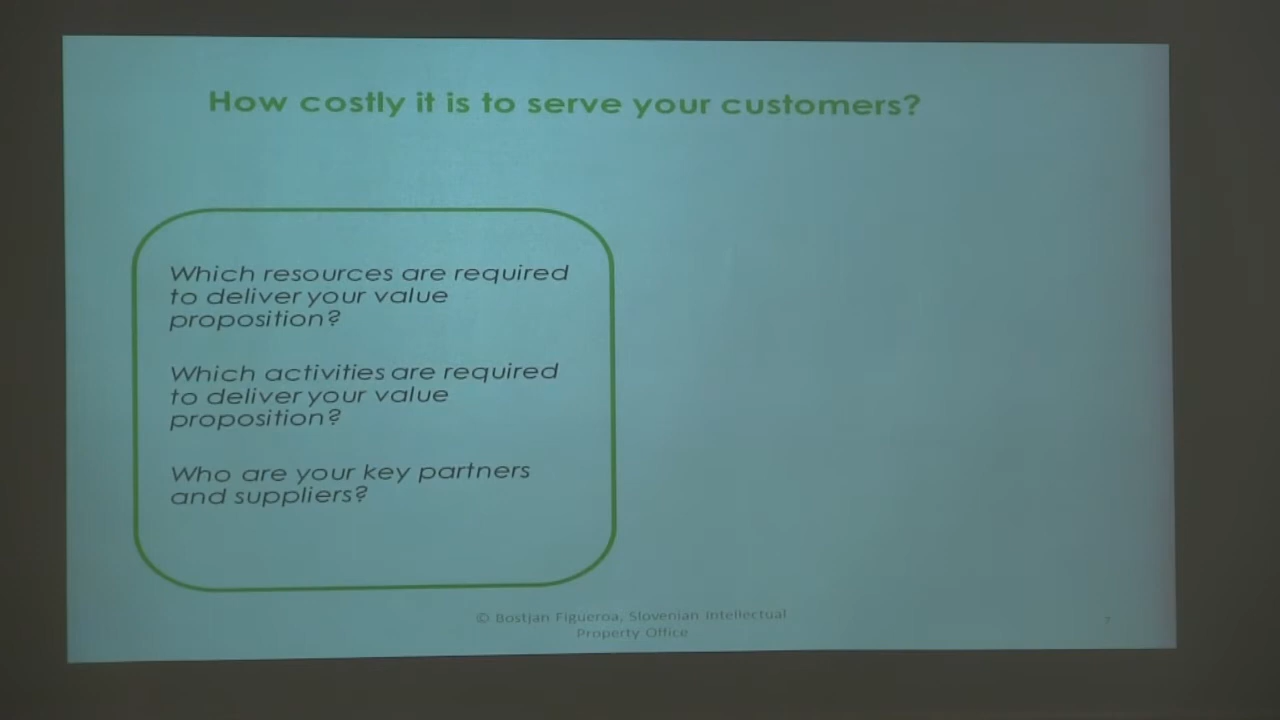 How costly it is to serve your customers?
Which resources are required
to deliver your value
proposition?
Which activities are required
to deliver your value
proposition?
Who are your key partners
and suppliers?
© Bostjan Figueroa, Slovenian Intellectual
Property Office
7